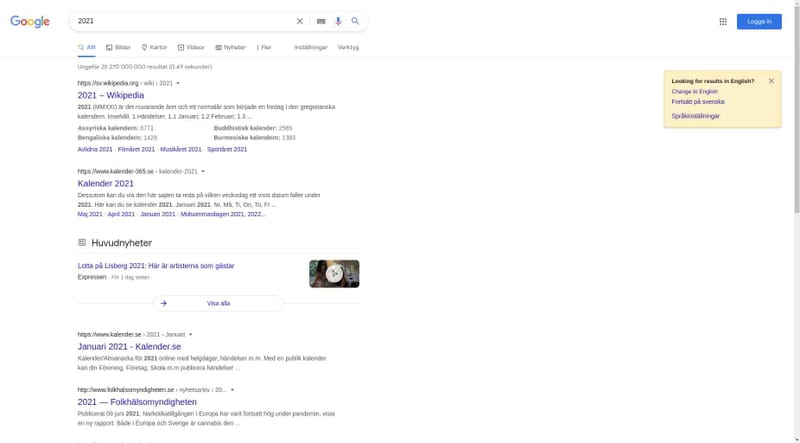 Google
2021
Logga in
Allt
Bilder
Kartor
Videor
Nyheter
Fler
Inställningar
Verktyg
Ungefär 25 270 000 000 resultat (0,49 sekunder)
Looking for results in English?
Change to English
Fortsätt på svenska
Språkinställningar
https://sv.wikipedia.org › wiki › 2021
2021 – Wikipedia
2021 (MMXXI) är det nuvarande året och ett normalår som började en fredag i den gregorianska
kalendern. Innehåll. 1 Händelser. 1.1 Januari; 1.2 Februari; 1.3 ...
Assyriska kalendern: 6771
Buddhistisk kalender: 2565
Bengaliska kalendern: 1428
Burmesiska kalendern: 1383
Avlidna 2021 · Filmåret 2021 · Musikåret 2021 · Sportåret 2021
https://www.kalender-365.se › kalender-2021
Kalender 2021
Dessutom kan du via den här sajten ta reda på vilken veckodag ett visst datum faller under
2021. Här kan du se kalender 2021. Januari 2021. Nr, Må, Ti, On, To, Fr ...
Maj 2021 · April 2021 · Januari 2021 · Midsommardagen 2021, 2022...
Huvudnyheter
Lotta på Liseberg 2021: Här är artisterna som gästar
Expressen · För 1 dag sedan
Visa alla
https://www.kalender.se › 2021 › Januari
Januari 2021 - Kalender.se
Kalender/Almanacka för 2021 online med helgdagar, händelser m.m. Med en publik kalender
kan din Förening, Företag, Skola m.m publicera händelser ...
http://www.folkhalsomyndigheten.se › nyhetsarkiv › 20...
2021 — Folkhälsomyndigheten
Publicerat 09 juni 2021. Narkotikatillgången i Europa har varit fortsatt hög under pandemin, visar
en ny rapport. Både i Europa och Sverige är cannabis den ...